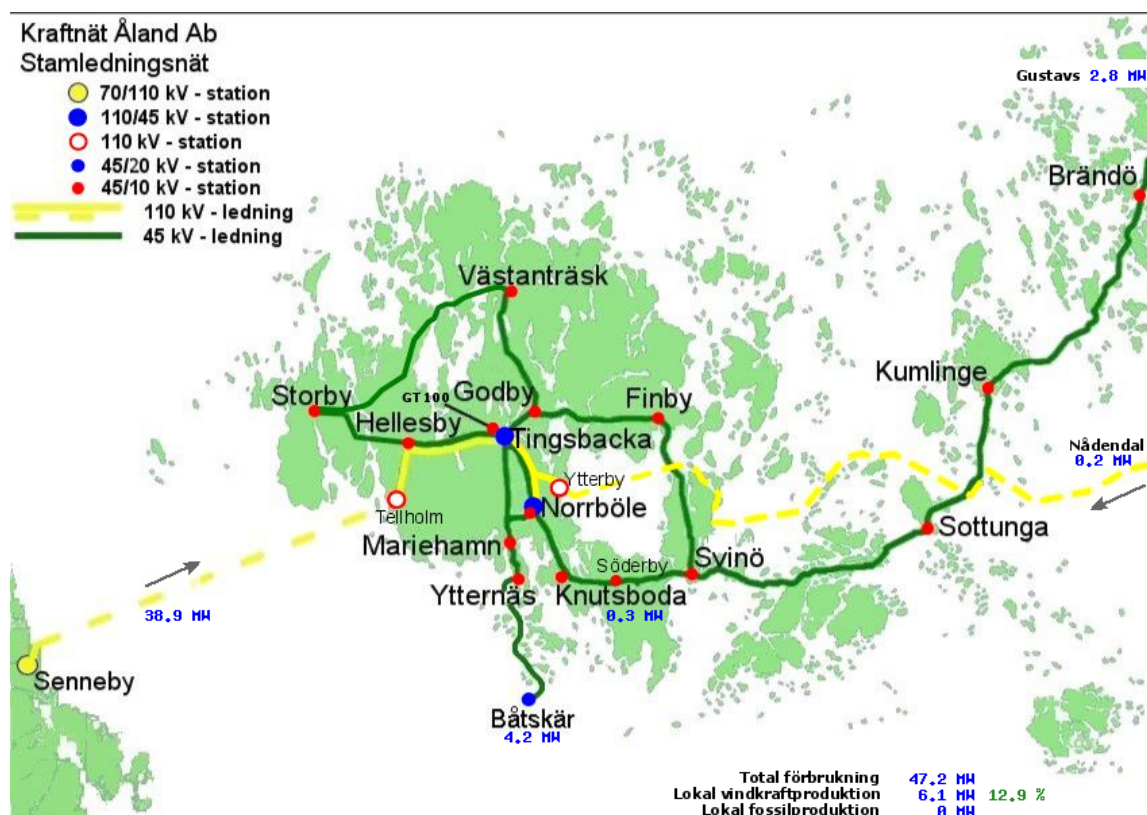 Kraftnät Åland Ab
Stamledningsnät
70/110 kV - station
110/45 kV - station
110 kV - station
45/20 kV - station
45/10 kV - station
110 kV - ledning
45 kV - ledning
Gustavs 2.8 MW
Brändö
Västanträsk
Kumlinge
Storby
GT100
Godby
Finby
Hellesby
Tingsbacka
Nådendal
0.2 MW
Ytterby
Tellholm
Norrböle
Sottunga
Mariehamn
Söderby
Svinö
Ytternäs
Knutsboda
38.9 MW
0.3 MW
Senneby
Båtskär
4.2 MW
Total förbrukning 47.2 MW
Lokal vindkraftproduktion 6.1 MW 12.9 %
Lokal fossilproduktion 0 MW